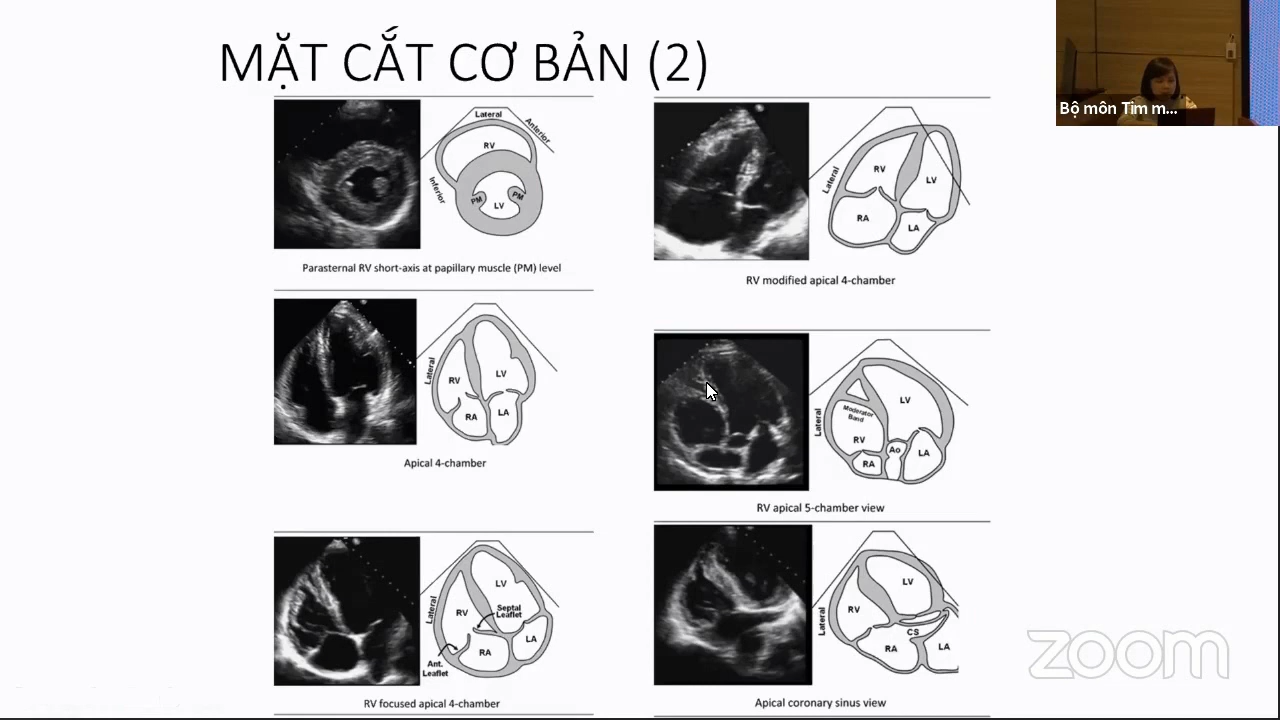 MẶT CẮT CƠ BẢN (2)
Bộ môn Tim m...
Lateral
Anterior
RV
Inferior
PM
PM
LV
Parasternal RV short-axis at papillary muscle (PM) level
Lateral
RV
LV
RA
LA
RV modified apical 4-chamber
Lateral
RV
LV
RA
LA
Apical 4-chamber
Lateral
LV
Moderator
Band
RV
Ao
RA
LA
RV apical 5-chamber view
Lateral
LV
RV
Septal
Leaflet
LA
RA
Ant.
Leaflet
RV focused apical 4-chamber
Lateral
LV
RV
CS
RA
LA
Apical coronary sinus view
zoom